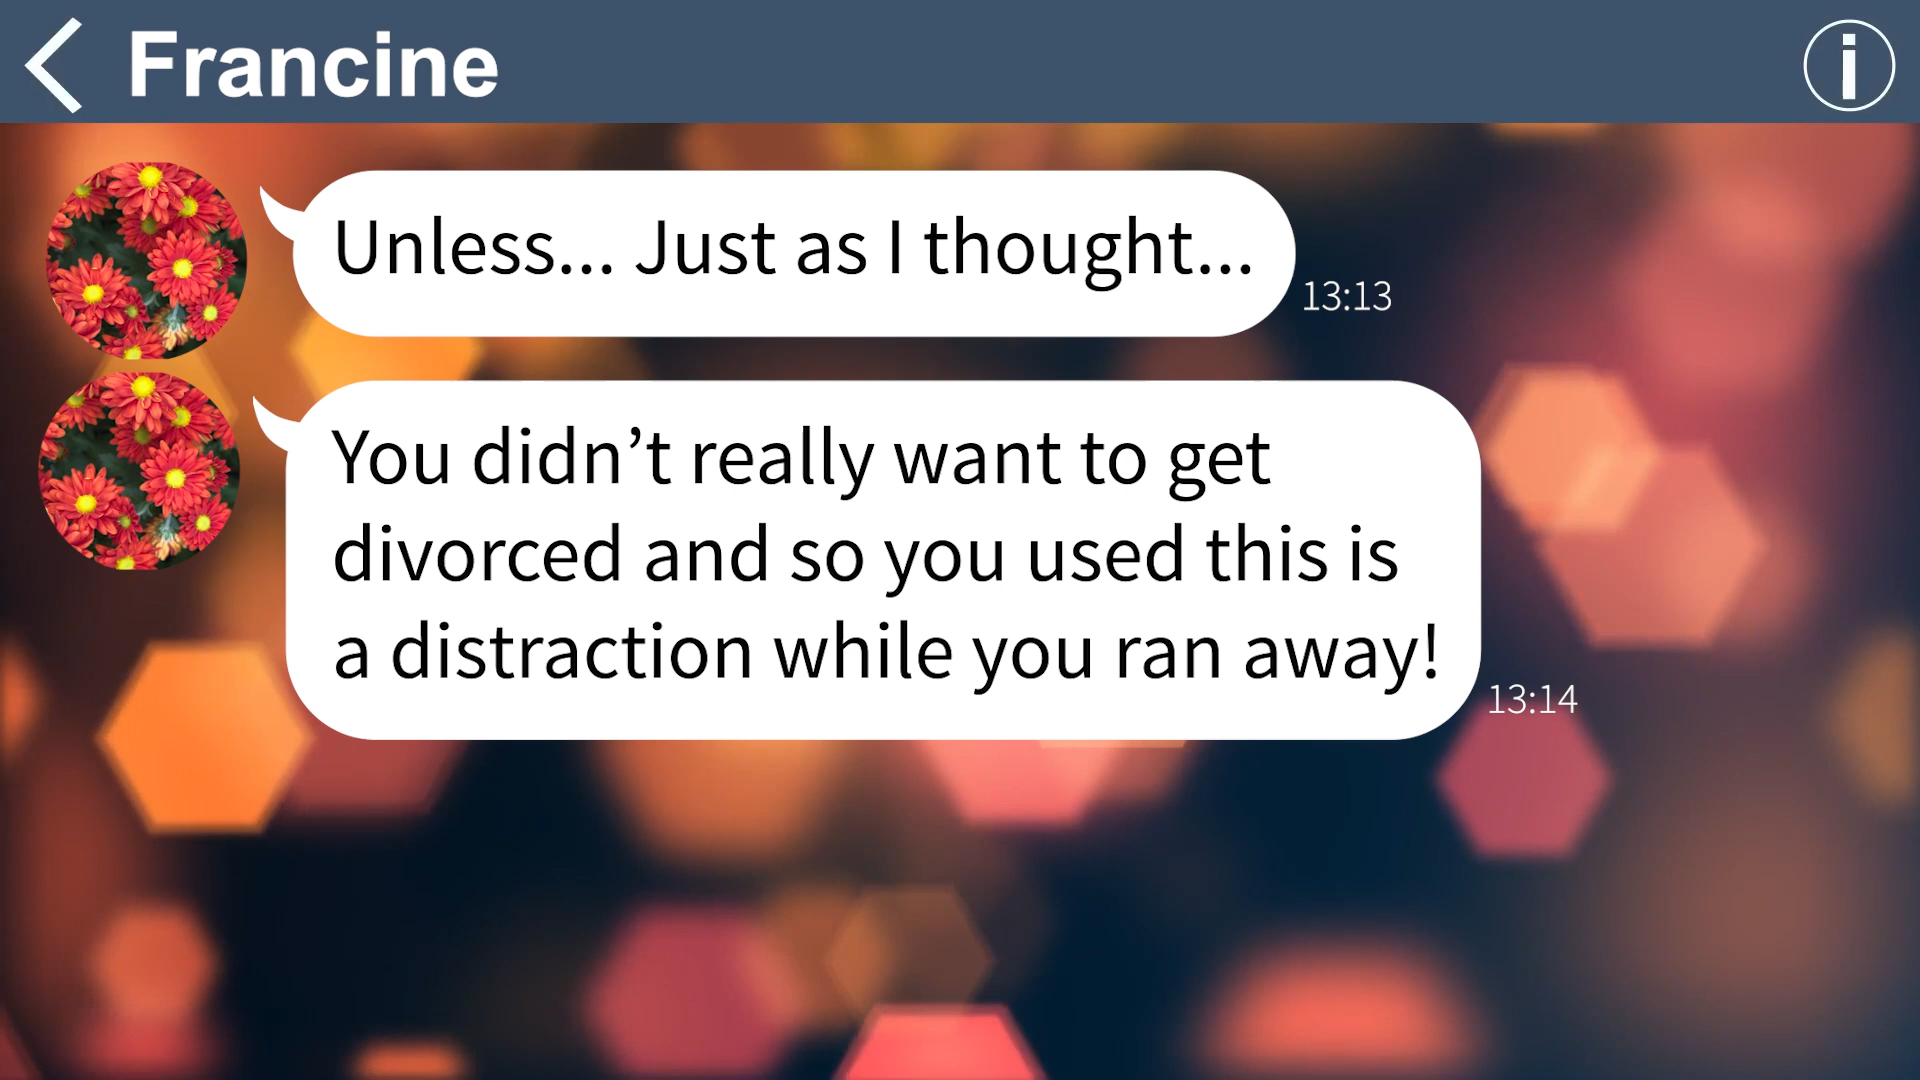 Francine
Unless... Just as I thought...
13:13
You didn’t really want to get
divorced and so you used this is
a distraction while you ran away!
13:14